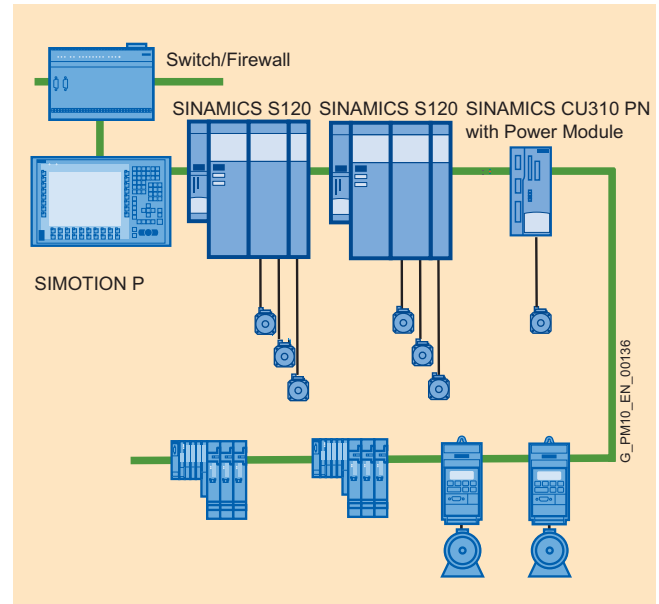 Switch/Firewall
SINAMICS S120
SINAMICS S120
SINAMICS CU310 PN
with Power Module
SIMOTION P
G_PM10_EN_00136